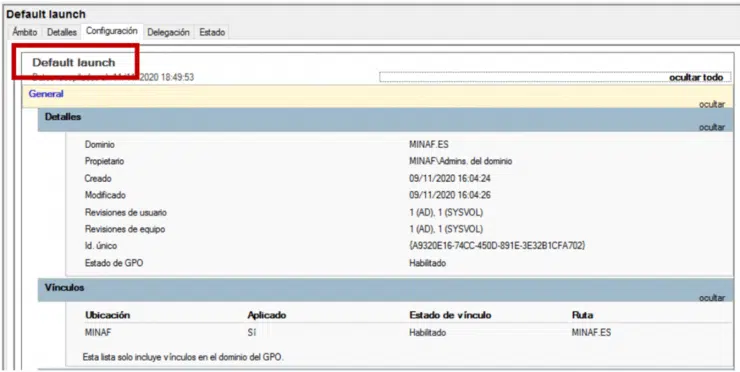 Default launch
Ámbito Detalles Configuración Delegación Estado
Default launch
2020 18:49:53 ocultar todo
General
ocultar
Detalles
ocultar
Dominio MINAF.ES
Propietario MINAF\Admins. del dominio
Creado 09/11/2020 16:04:24
Modificado 09/11/2020 16:04:26
Revisiones de usuario 1 (AD), 1 (SYSVOL)
Revisiones de equipo 1 (AD), 1 (SYSVOL)
Id. único {A9320E16-74CC-450D-891E-3E32B1CFA702}
Estado de GPO Habilitado
Vínculos
ocultar
Ubicación Aplicado Estado de vínculo Ruta
MINAF Sí Habilitado MINAF.ES
Esta lista solo incluye vínculos en el dominio del GPO.